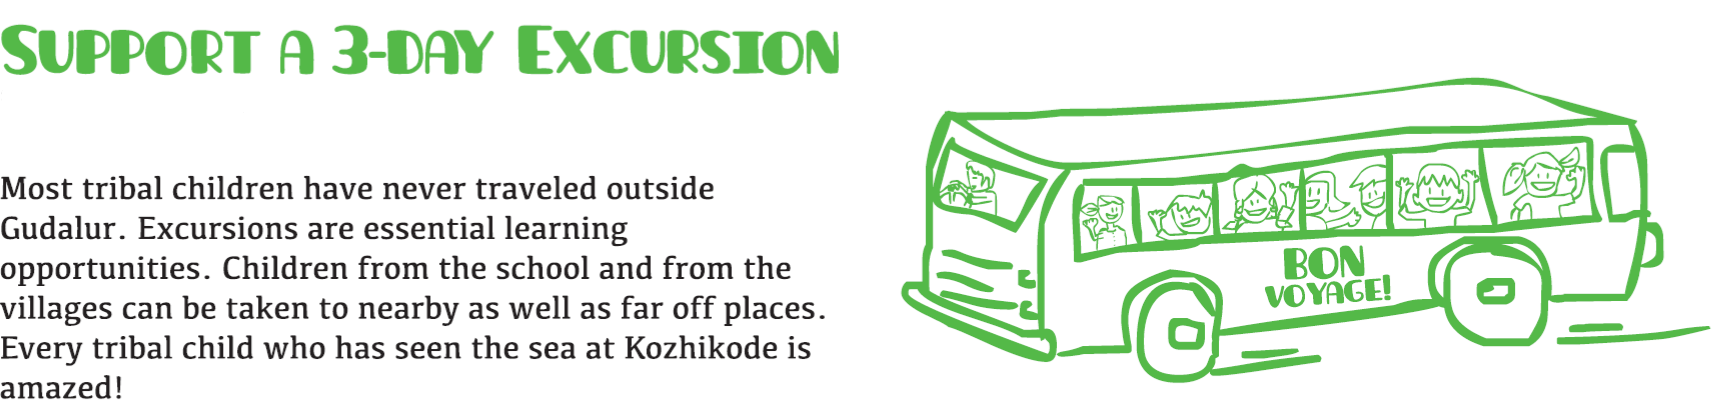 Support a 3-day Excursion
Most tribal children have never traveled outside
Gudalur. Excursions are essential learning
opportunities. Children from the school and from the
villages can be taken to nearby as well as far off places.
Every tribal child who has seen the sea at Kozhikode is
amazed!
BON
VOYAGE!